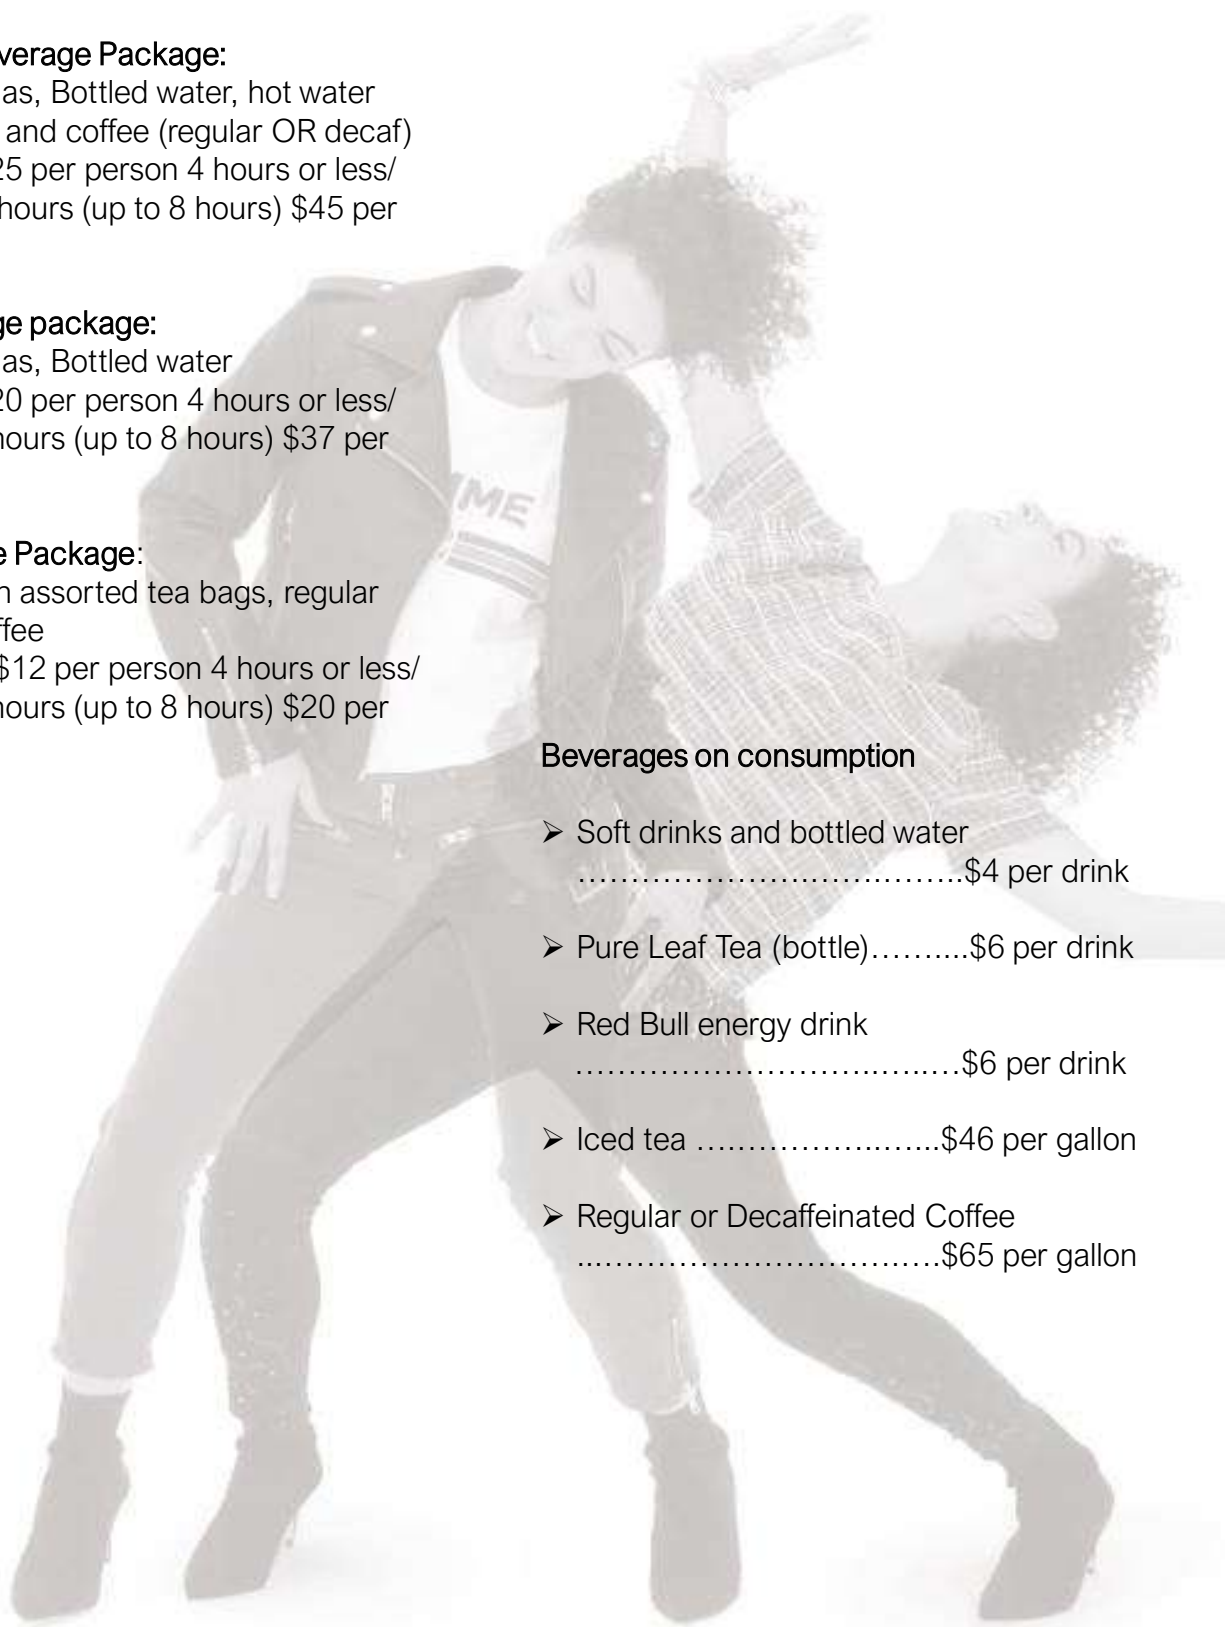 verage Package:
as, Bottled water, hot water
and coffee (regular OR decaf)
25 per person 4 hours or less/
hours (up to 8 hours) $45 per
ge package:
as, Bottled water
20 per person 4 hours or less/
hours (up to 8 hours) $37 per
e Package:
n assorted tea bags, regular
ffee
$12 per person 4 hours or less/
hours (up to 8 hours) $20 per
ME
Beverages on consumption
➢ Soft drinks and bottled water
……………………………..$4 per drink
➢ Pure Leaf Tea (bottle)…….....$6 per drink
➢ Red Bull energy drink
………………………..…..…$6 per drink
➢ Iced tea ….……………..…...$46 per gallon
➢ Regular or Decaffeinated Coffee
...……………………………$65 per gallon